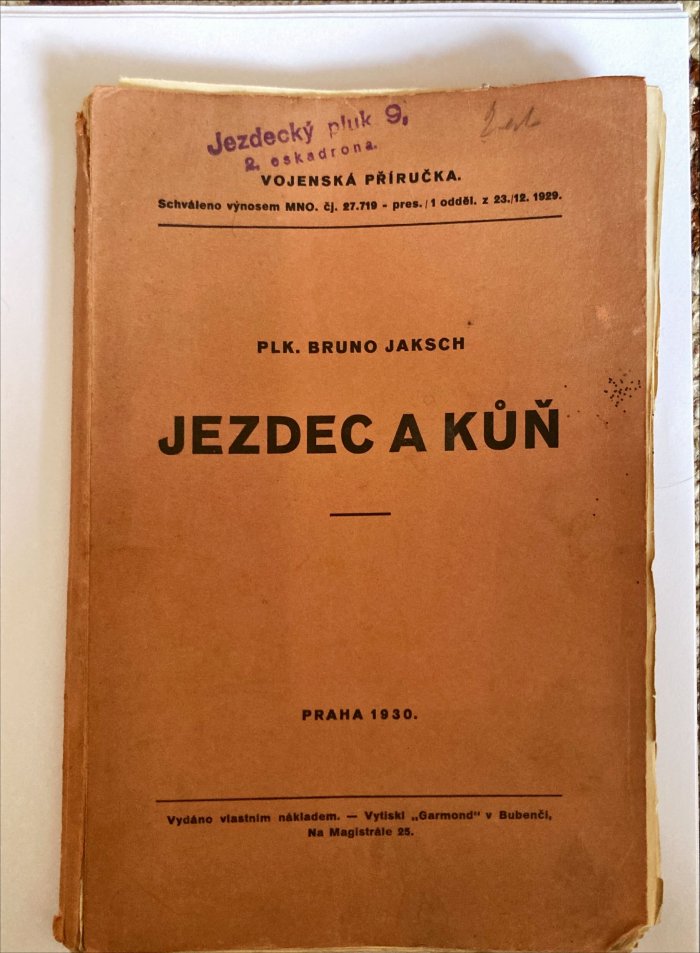 Jezdecký pluk 9,
2. eskadrona.
VOJENSKÁ PŘÍRUČKA.
Schváleno výnosem MNO. čj. 27.719 - pres./1 odděl. z 23./12. 1929.
PLK. BRUNO JAKSCH
JEZDEC A KŮŇ
PRAHA 1930.
Vydáno vlastním nákladem. — Vytiskl „Garmond" v Bubenči,
Na Magistrále 25.